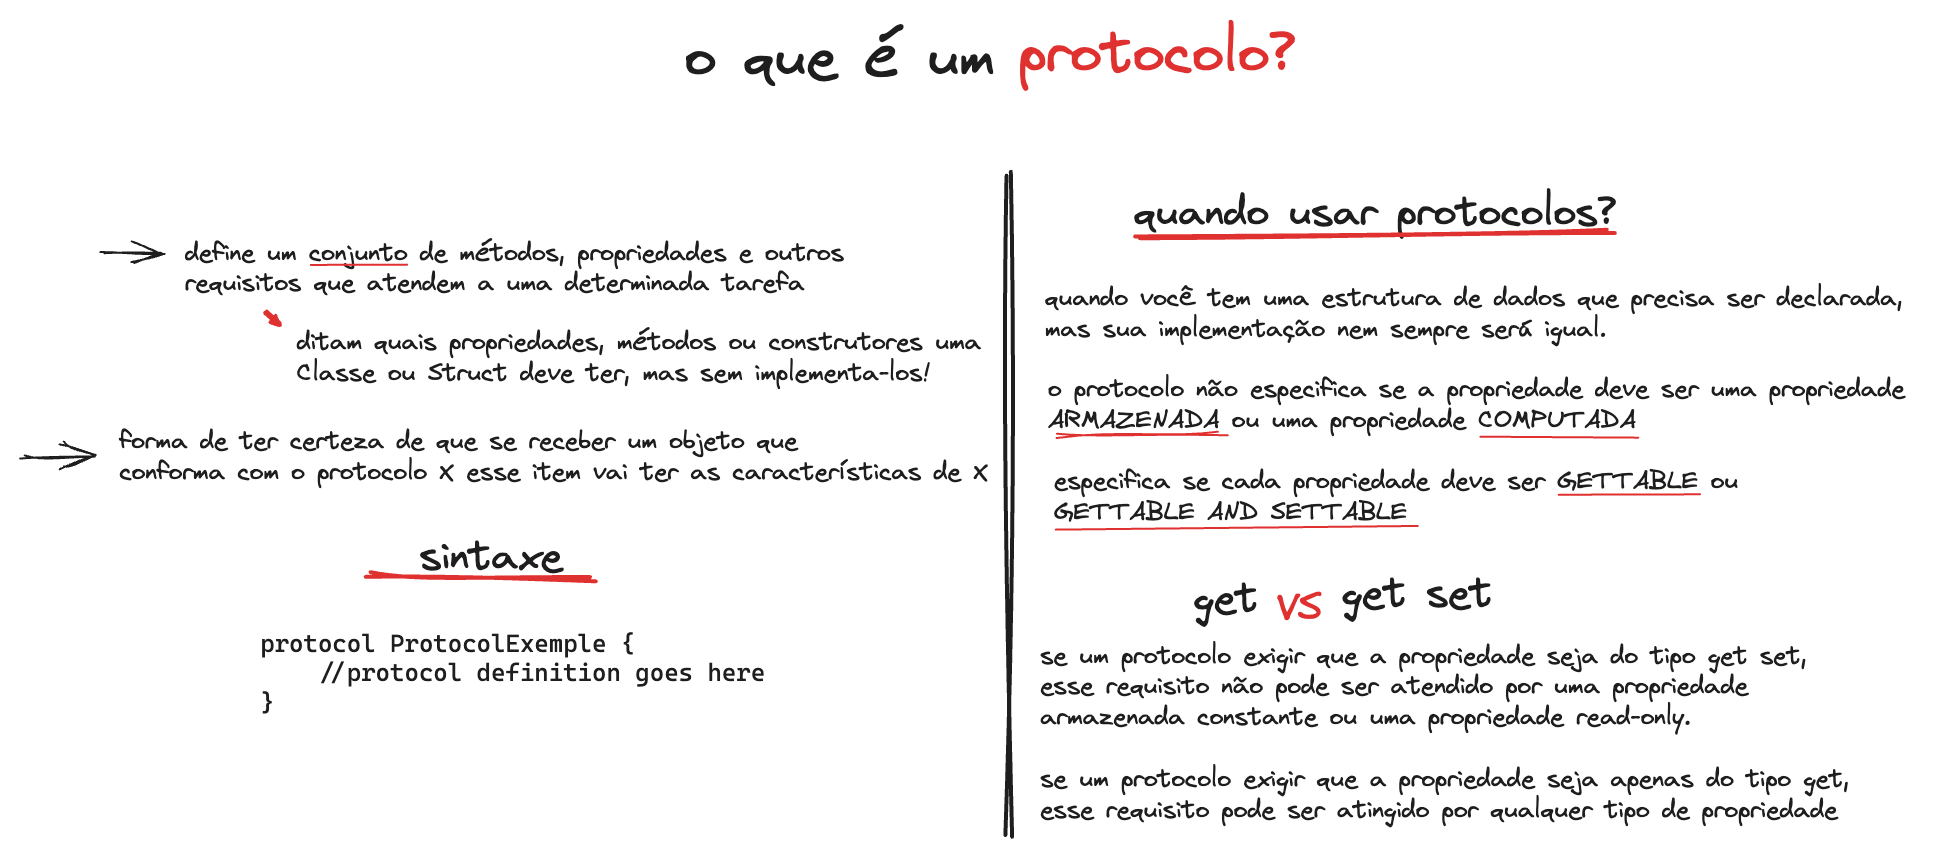 o que é um protocolo?
define um conjunto de métodos, propriedades e outros
requisitos que atendem a uma determinada tarefa
ditam quais propriedades, métodos ou construtores uma
Classe ou Struct deve ter, mas sem implementa-los!
forma de ter certeza de que se receber um objeto que
conforma com o protocolo X esse item vai ter as características de X
sintaxe
protocol ProtocolExemple {
    //protocol definition goes here
}
quando usar protocolos?
quando você tem uma estrutura de dados que precisa ser declarada,
mas sua implementação nem sempre será igual.
o protocolo não especifica se a propriedade deve ser uma propriedade
ARMAZENADA ou uma propriedade COMPUTADA
especifica se cada propriedade deve ser GETTABLE ou
GETTABLE AND SETTABLE
get vs get set
se um protocolo exigir que a propriedade seja do tipo get set,
esse requisito não pode ser atendido por uma propriedade
armazenada constante ou uma propriedade read-only.
se um protocolo exigir que a propriedade seja apenas do tipo get,
esse requisito pode ser atingido por qualquer tipo de propriedade